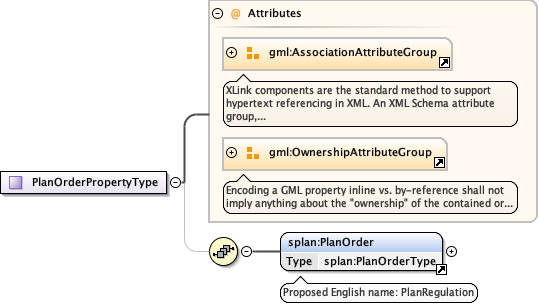 @ Attributes
gml:AssociationAttributeGroup
XLink components are the standard method to support
hypertext referencing in XML. An XML Schema attribute
group,...
gml:OwnershipAttributeGroup
Encoding a GML property inline vs. by-reference shall not
imply anything about the "ownership" of the contained or...
PlanOrderPropertyType
splan:PlanOrder
Type splan:PlanOrderType
Proposed English name: PlanRegulation